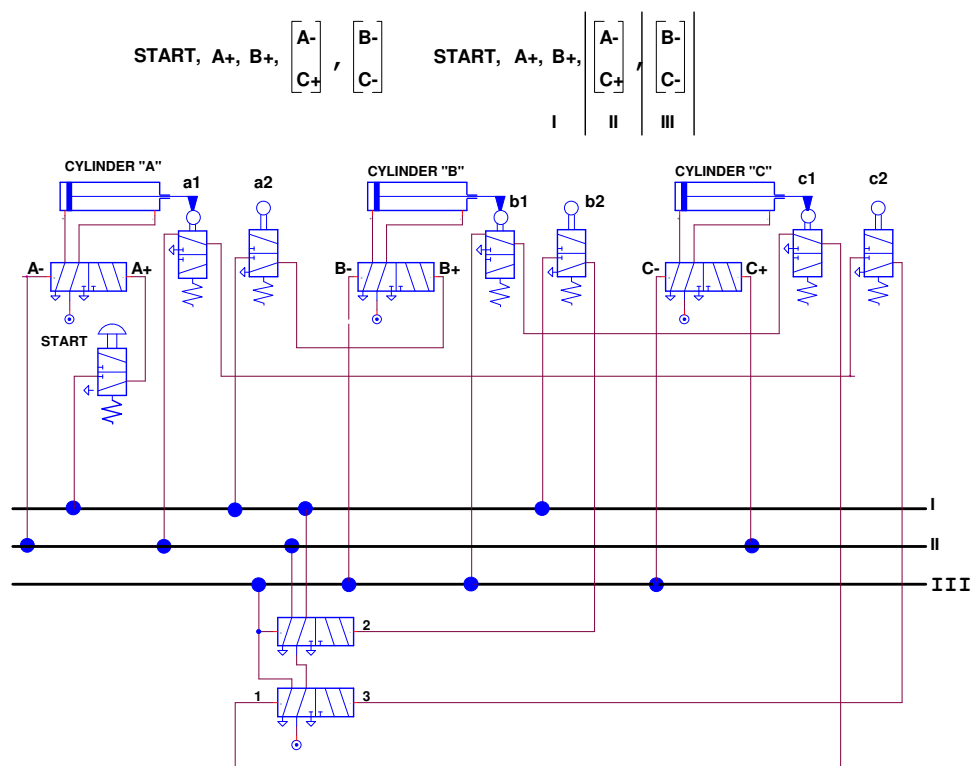 START, A+, B+, [A- C+] , [B- C-]
START, A+, B+, | [A- C+] , | [B- C-] |
I II III
CYLINDER "A" a1 a2 CYLINDER "B" b1 b2 CYLINDER "C" c1 c2
A- A+ B- B+ C- C+
START
I
II
III
2
1 3